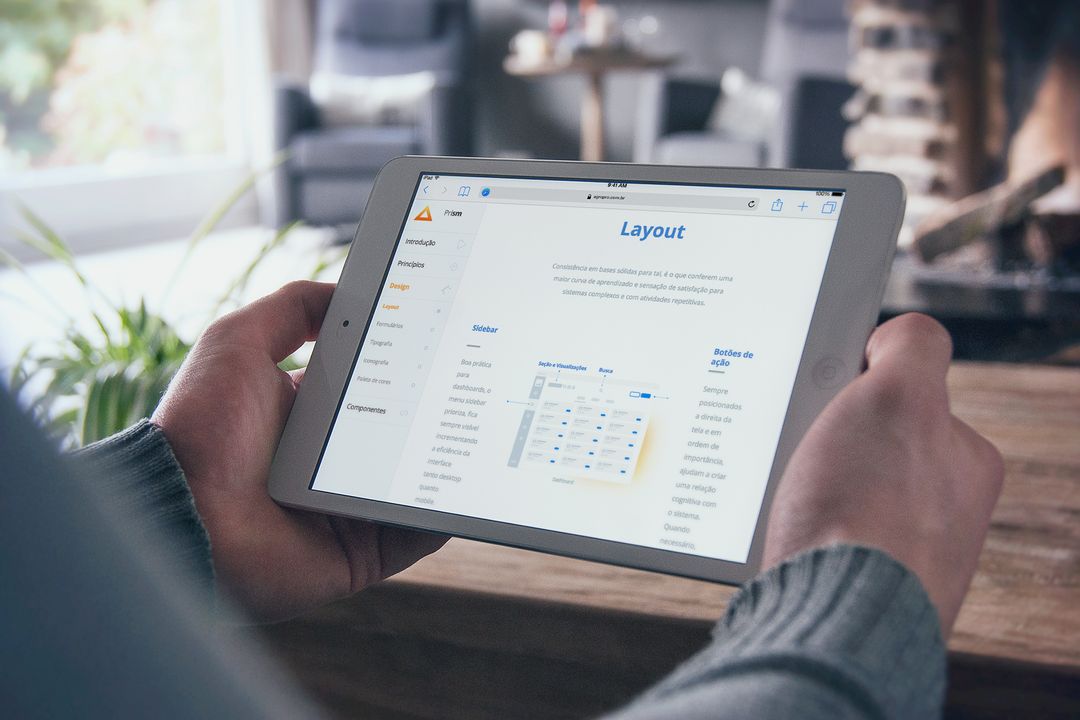 iPad
9:41 AM
100%
Prism
Introdução
Princípios
Design
Layout
Formulários
Tipografia
Iconografia
Paleta de cores
Componentes
Layout
Consistência em bases sólidas para tal, é o que conferem uma
maior curva de aprendizado e sensação de satisfação para
sistemas complexos e com atividades repetitivas.
Sidebar
Boa prática
para
dashboards, o
menu sidebar
prioriza, fica
sempre visível
incrementando
a eficiência da
interface
tanto desktop
quanto
mobile
Seção e Visualizações
Busca
Dashboard
Botões de
ação
Sempre
posicionados
a direita da
tela e em
ordem de
importância,
ajudam a criar
uma relação
cognitiva com
o sistema.
Quando
necessário,